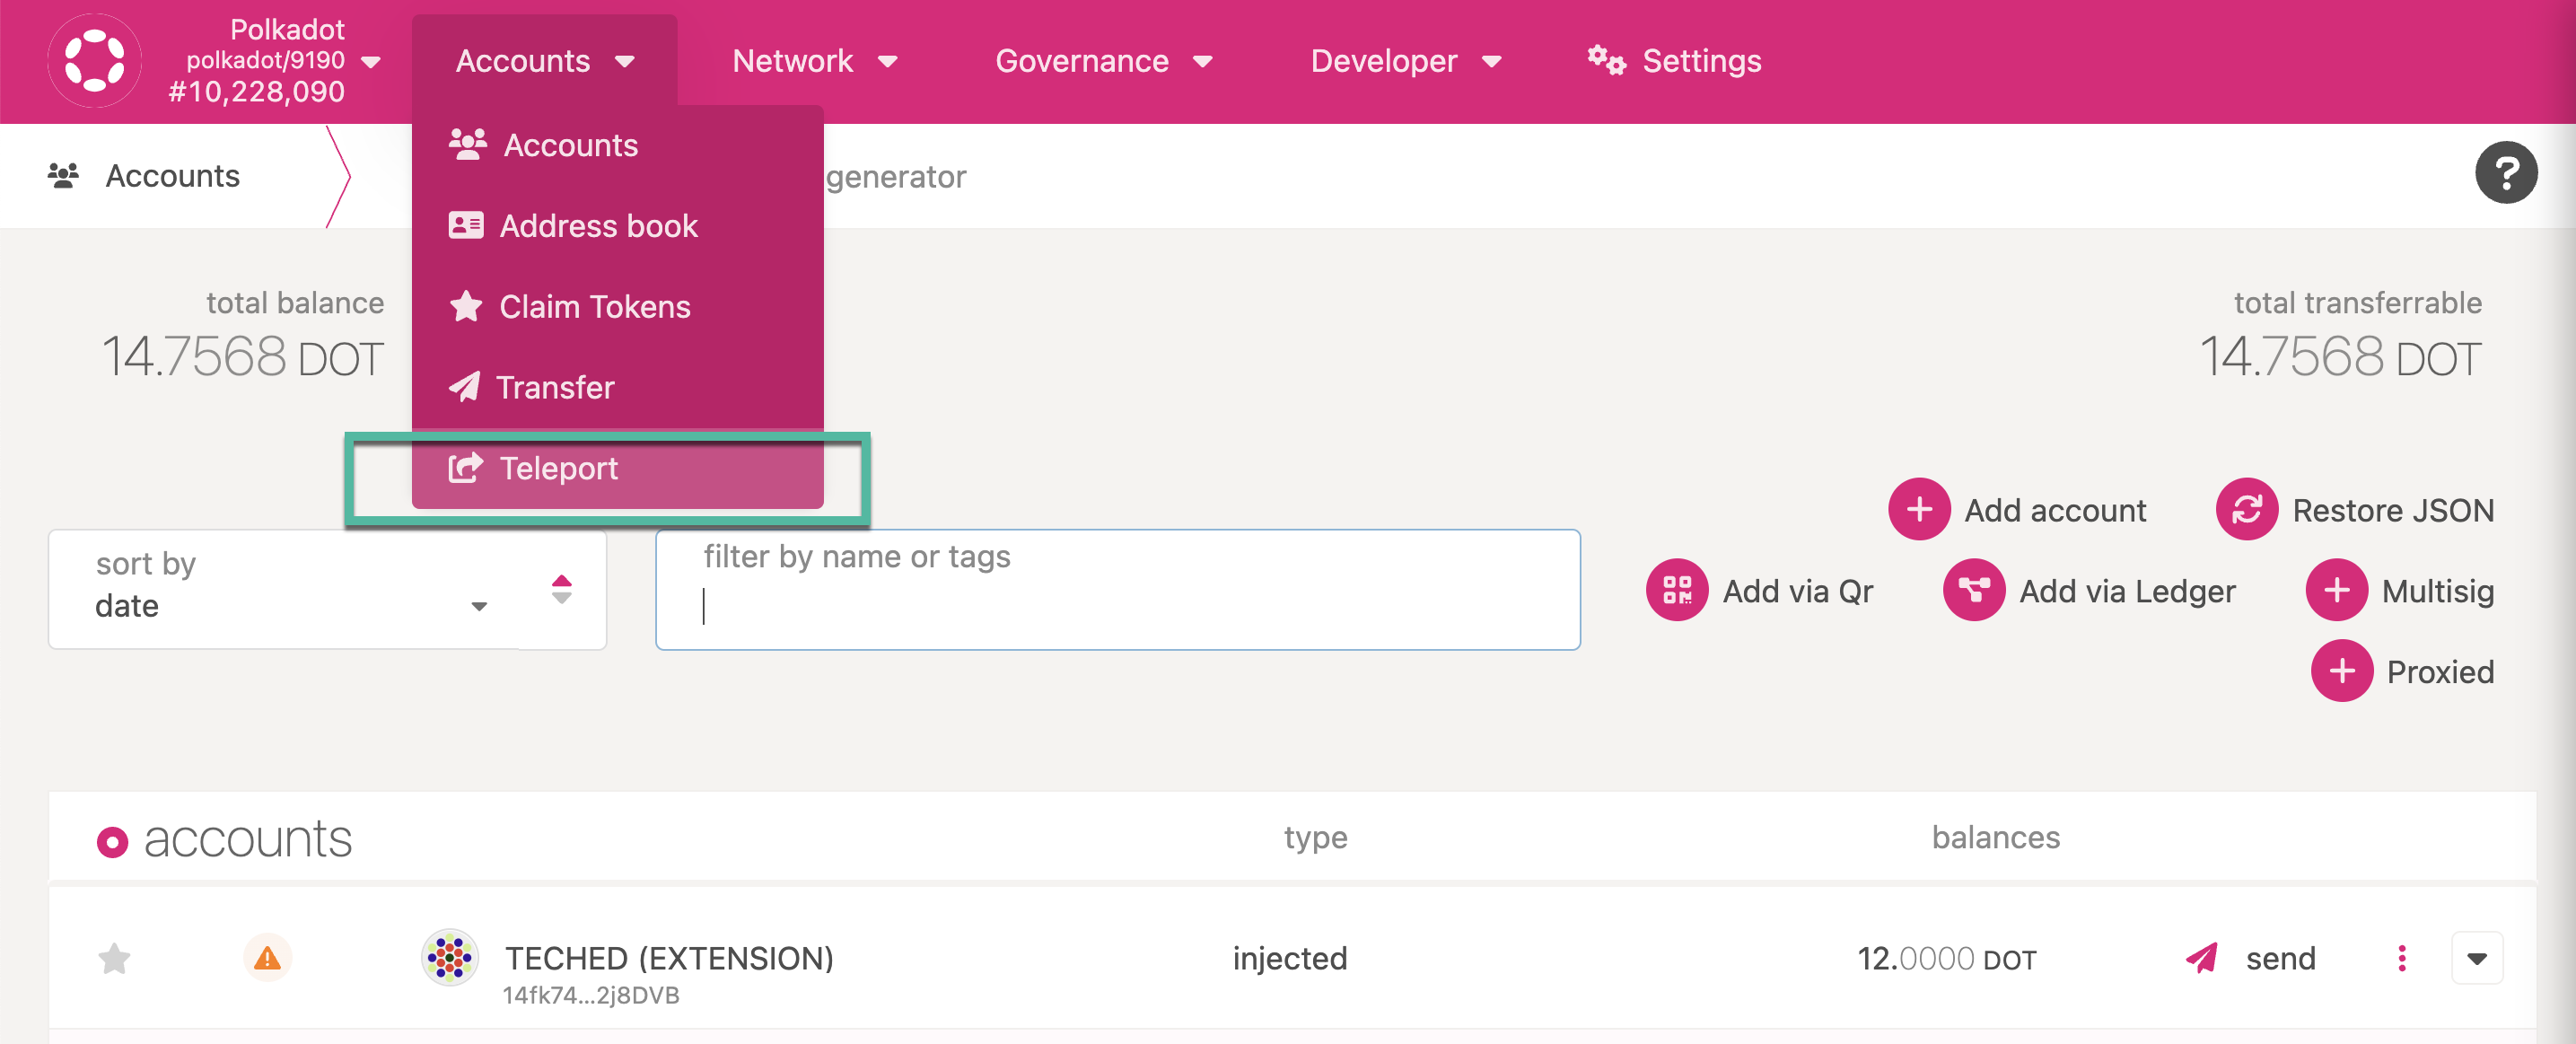 Polkadot
polkadot/9190
#10,228,090
Accounts
Network
Governance
Developer
Settings
Accounts
generator
Accounts
Address book
Claim Tokens
Transfer
Teleport
total balance
14.7568 DOT
total transferrable
14.7568 DOT
Add account
Restore JSON
sort by
date
filter by name or tags
Add via Qr
Add via Ledger
Multisig
Proxied
accounts
type
balances
TECHED (EXTENSION)
14fk74...2j8DVB
injected
12.0000 DOT
send